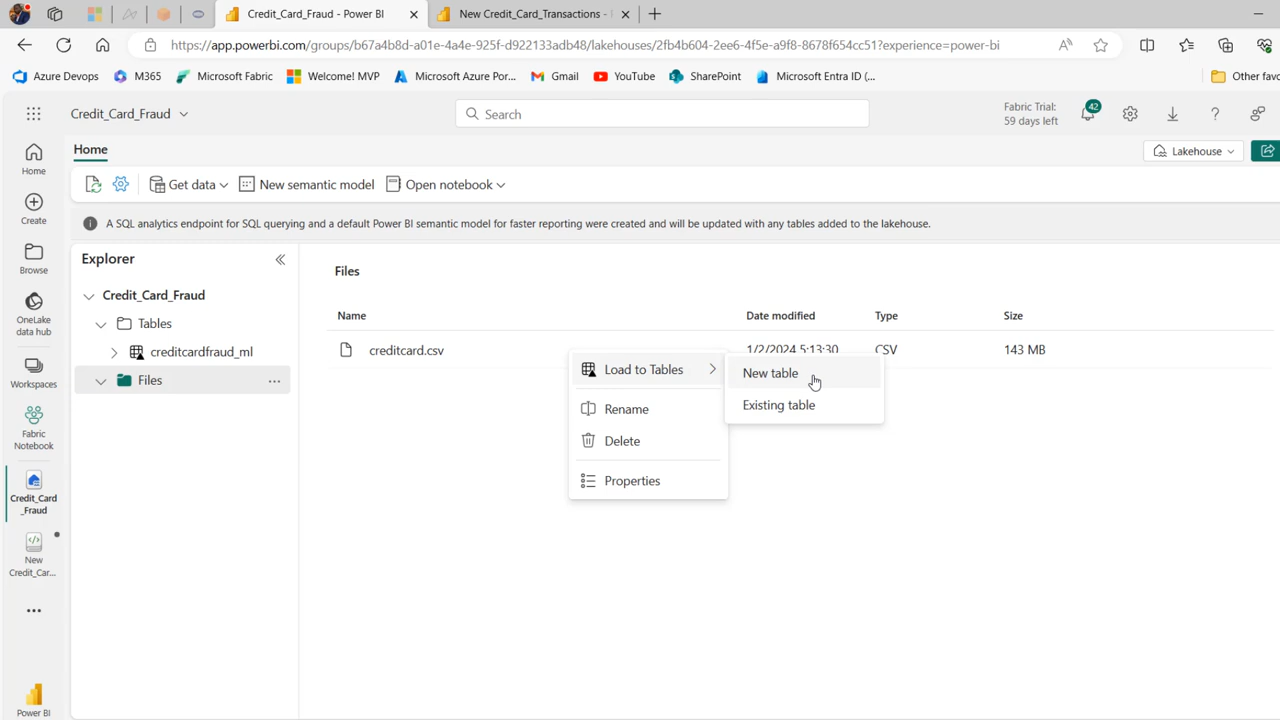 Credit_Card_Fraud - Power BI
New Credit_Card_Transactions -
https://app.powerbi.com/groups/b67a4b8d-a01e-4a4e-925f-d922133adb48/lakehouses/2fb4b604-2ee6-4f5e-a9f8-8678f654cc51?experience=power-bi
Azure Devops
M365
Microsoft Fabric
Welcome! MVP
Microsoft Azure Por...
Gmail
YouTube
SharePoint
Microsoft Entra ID (...
Other favo
Credit_Card_Fraud
Search
Fabric Trial:
59 days left
42
Home
Lakehouse
Get data
New semantic model
Open notebook
A SQL analytics endpoint for SQL querying and a default Power BI semantic model for faster reporting were created and will be updated with any tables added to the lakehouse.
Home
Create
Browse
OneLake
data hub
Workspaces
Fabric
Notebook
Credit_Card
_Fraud
New
Credit_Car...
Power BI
Explorer
Credit_Card_Fraud
Tables
creditcardfraud_ml
Files
Files
Name
Date modified
Type
Size
creditcard.csv
1/2/2024 5:13:30
CSV
143 MB
Load to Tables
Rename
Delete
Properties
New table
Existing table